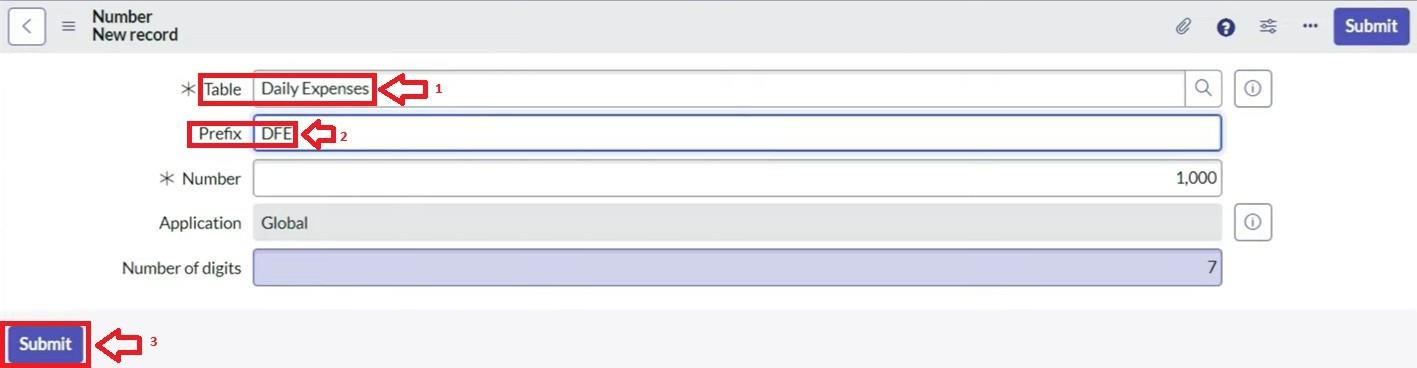 Number
New record
Submit
* Table Daily Expenses 1
Prefix DFE 2
* Number 1,000
Application Global
Number of digits 7
Submit 3